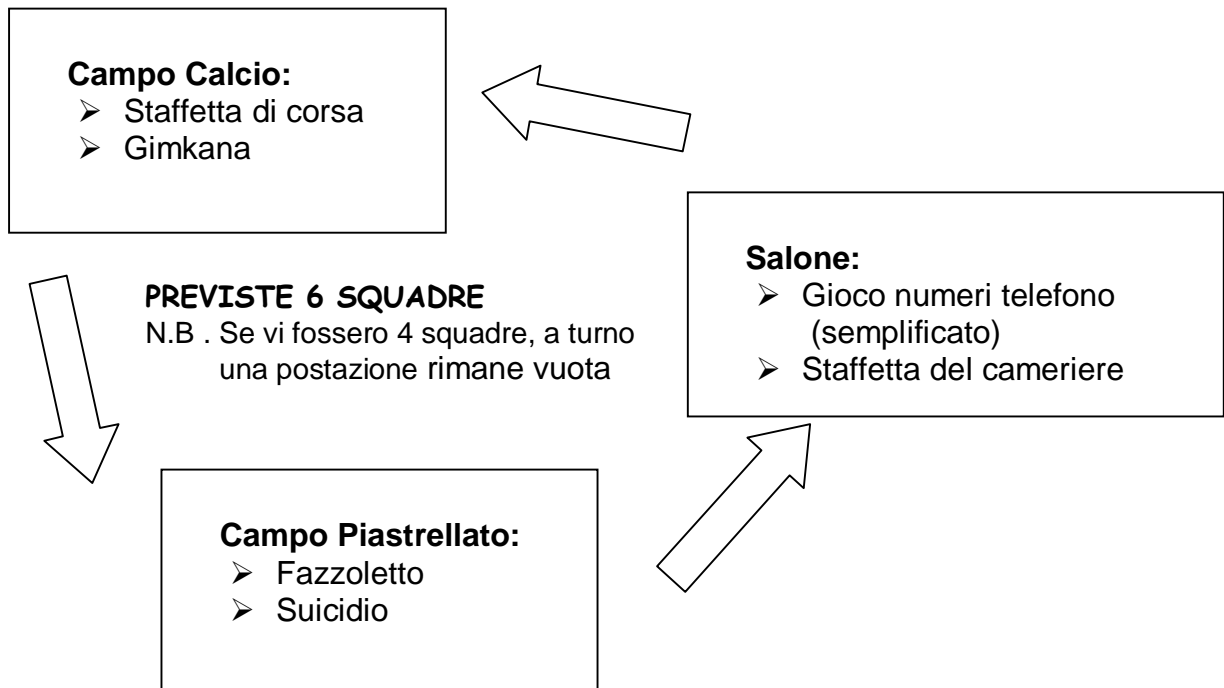 Campo Calcio:
➢ Staffetta di corsa
➢ Gimkana
PREVISTE 6 SQUADRE
N.B . Se vi fossero 4 squadre, a turno
una postazione rimane vuota
Salone:
➢ Gioco numeri telefono
(semplificato)
➢ Staffetta del cameriere
Campo Piastrellato:
➢ Fazzoletto
➢ Suicidio